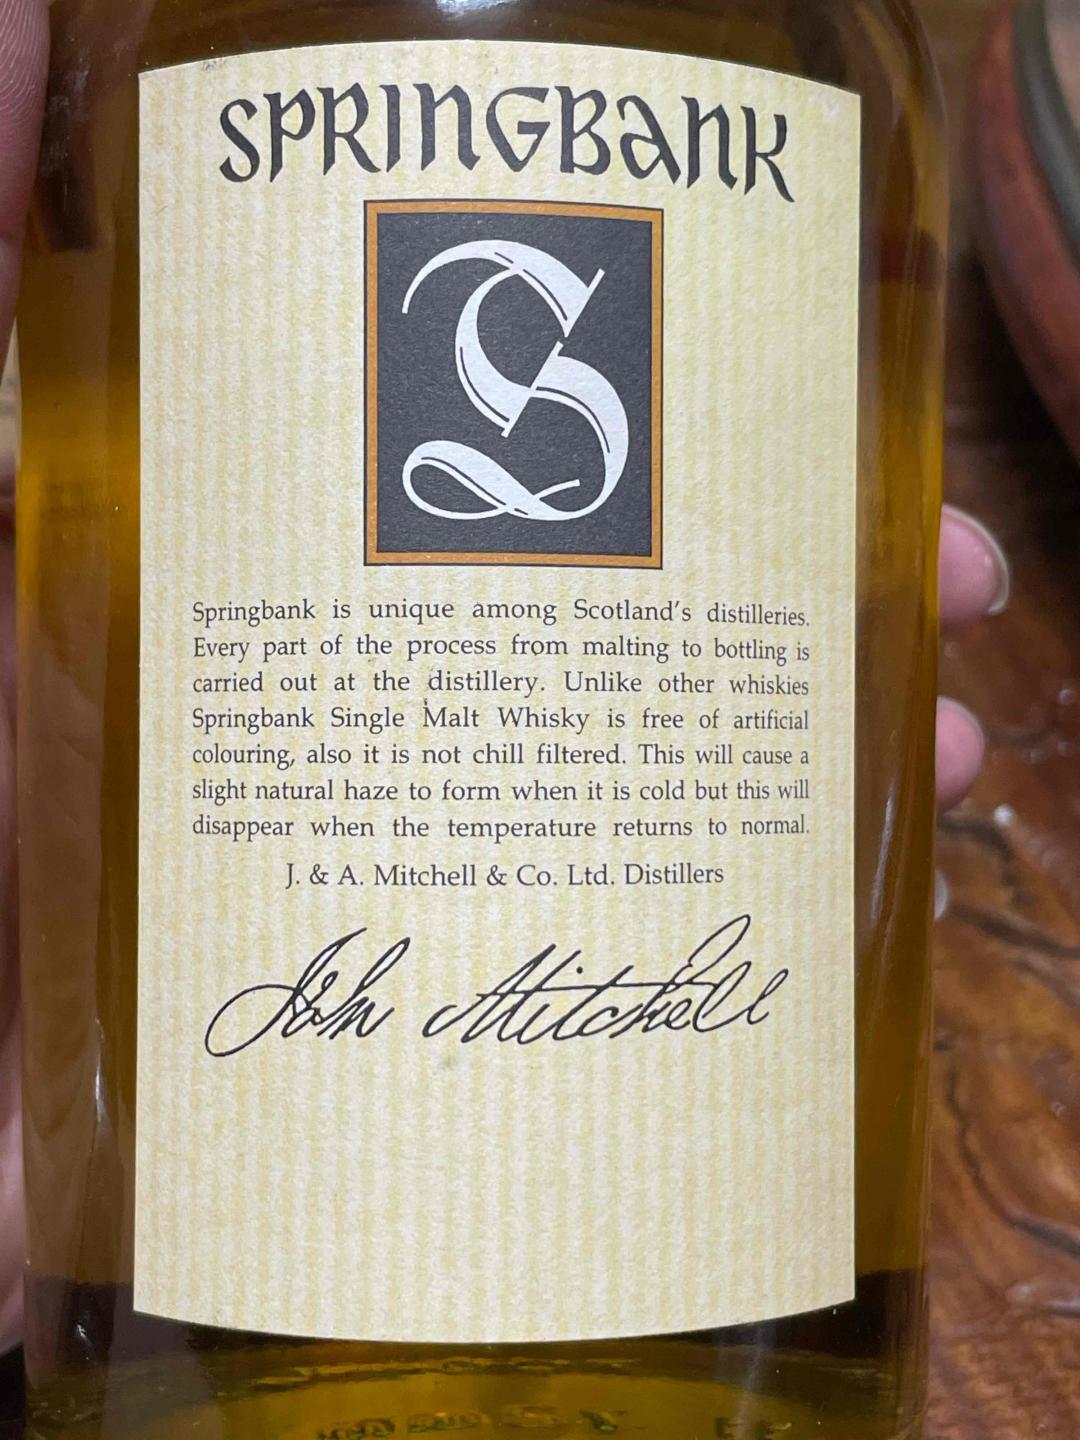 SPRINGBANK
S
Springbank is unique among Scotland's distilleries.
Every part of the process from malting to bottling is
carried out at the distillery. Unlike other whiskies
Springbank Single Malt Whisky is free of artificial
colouring, also it is not chill filtered. This will cause a
slight natural haze to form when it is cold but this will
disappear when the temperature returns to normal.
J. & A. Mitchell & Co. Ltd. Distillers
John Mitchell